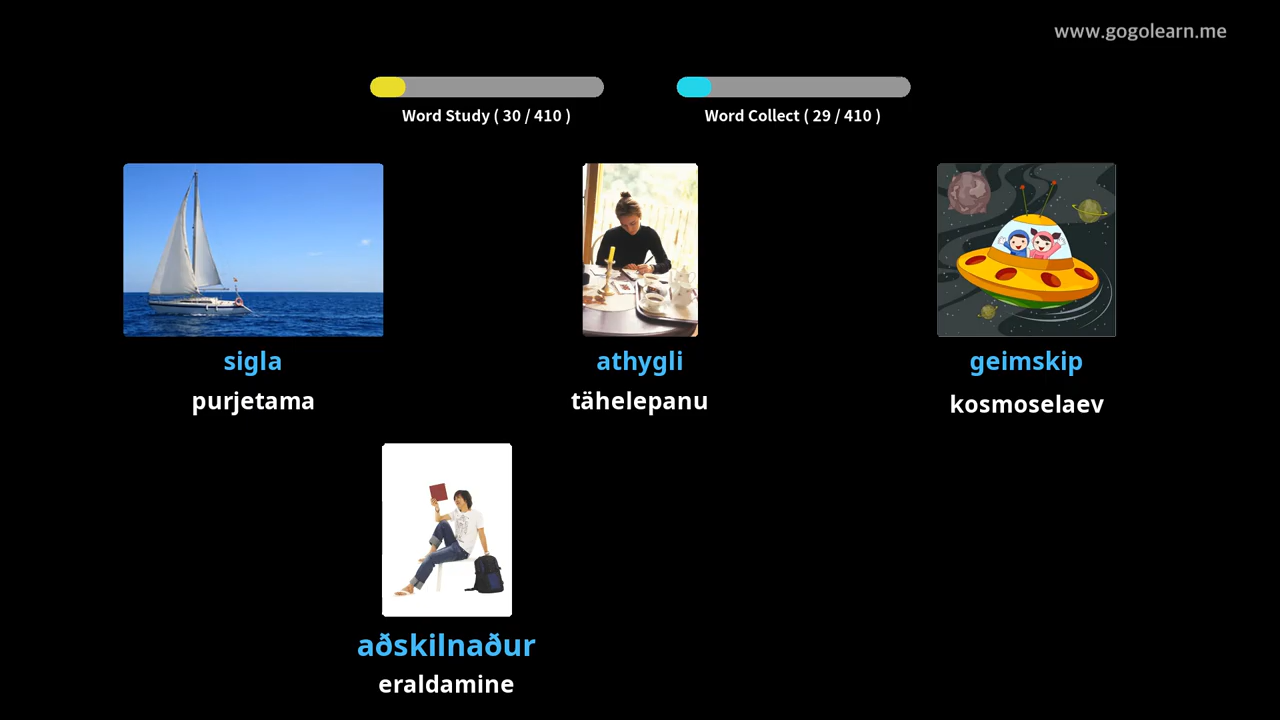 www.gogolearn.me
Word Study ( 30 / 410 )
Word Collect ( 29 / 410 )
sigla
purjetama
athygli
tähelepanu
geimskip
kosmoselaev
aðskilnaður
eraldamine